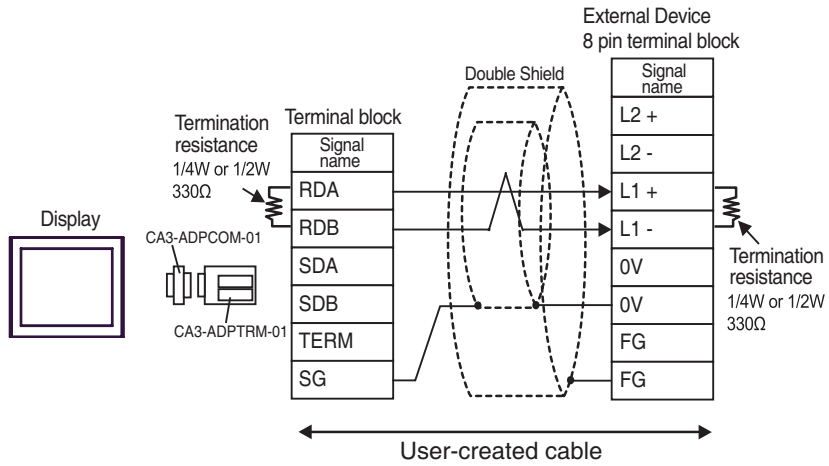 External Device
8 pin terminal block
Double Shield
Signal
name
L2 +
L2 -
L1 +
L1 -
0V
0V
FG
FG
Termination
resistance
1/4W or 1/2W
330Ω
Terminal block
Signal
name
RDA
RDB
SDA
SDB
TERM
SG
Display
CA3-ADPCOM-01
CA3-ADPTRM-01
Termination
resistance
1/4W or 1/2W
330Ω
User-created cable